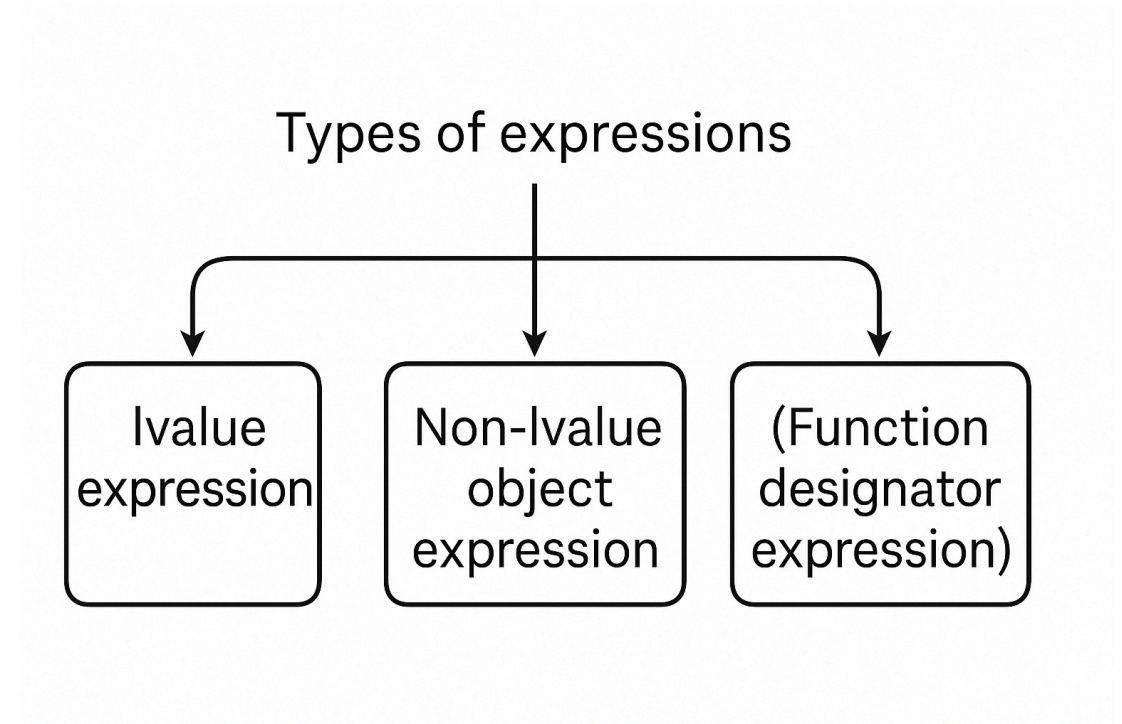 Types of expressions
lvalue
expression
Non-lvalue
object
expression
(Function
designator
expression)